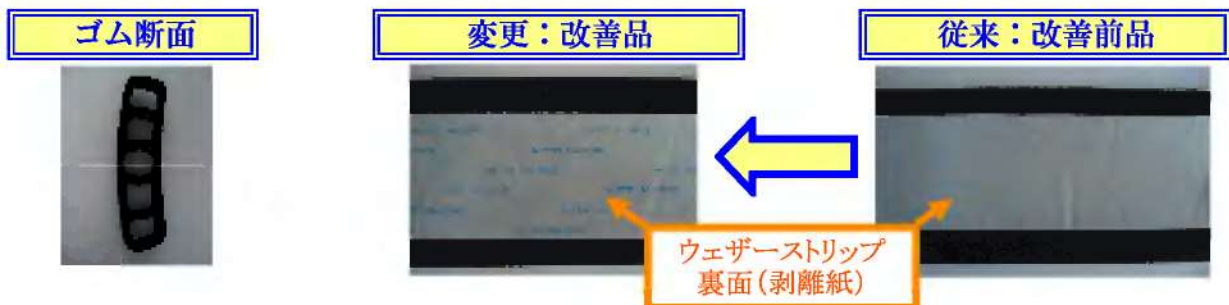 ゴム断面
変更：改善品
従来：改善前品
ウェザーストリップ
裏面（剥離紙）